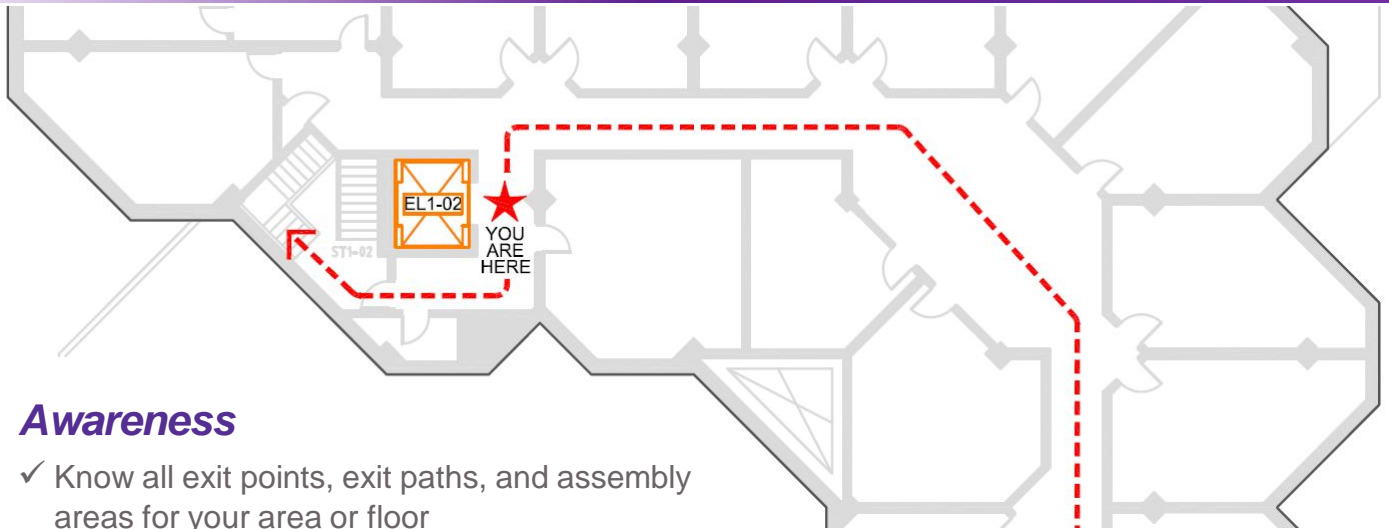 EL1-02
YOU
ARE
HERE
ST1-02
Awareness
✓ Know all exit points, exit paths, and assembly
areas for your area or floor